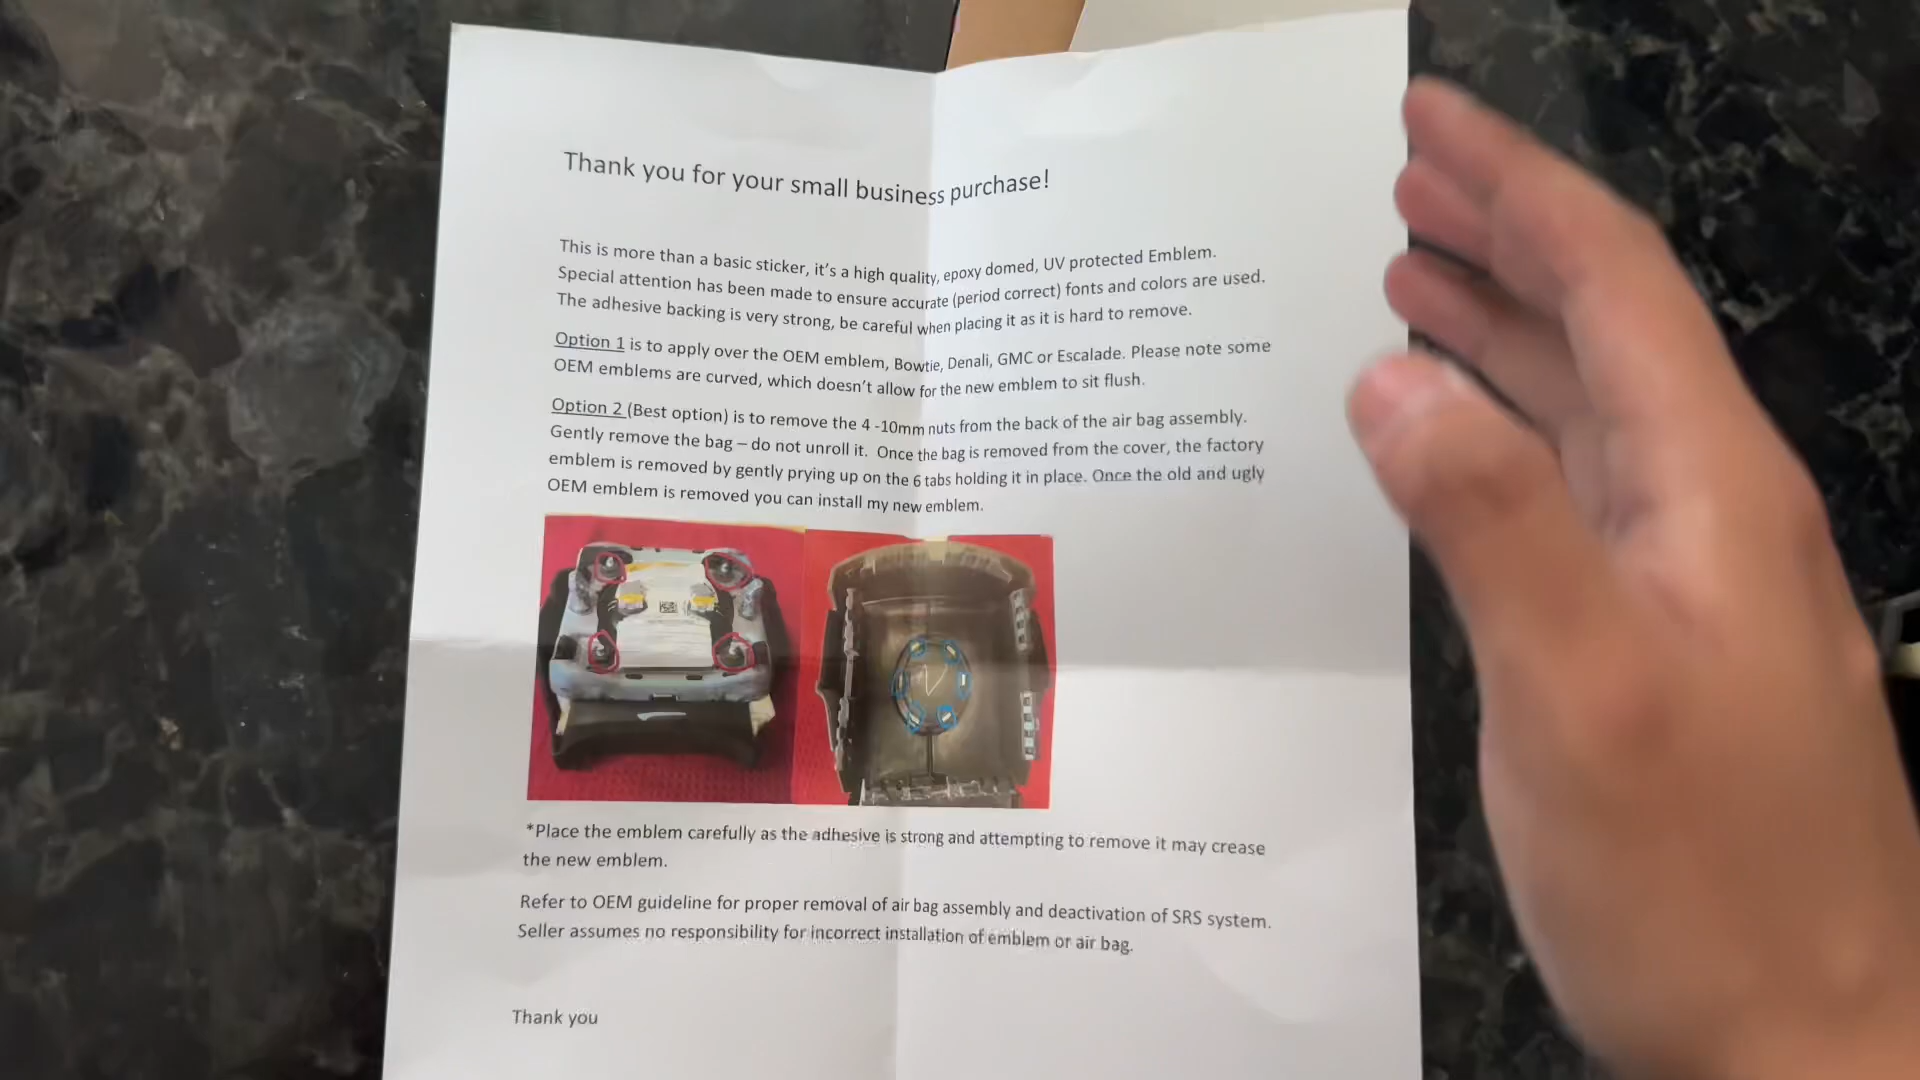 Thank you for your small business purchase!
This is more than a basic sticker, it's a high quality, epoxy domed, UV protected Emblem.
Special attention has been made to ensure accurate (period correct) fonts and colors are used.
The adhesive backing is very strong, be careful when placing it as it is hard to remove.
Option 1 is to apply over the OEM emblem, Bowtie, Denali, GMC or Escalade. Please note some
OEM emblems are curved, which doesn't allow for the new emblem to sit flush.
Option 2 (Best option) is to remove the 4 -10mm nuts from the back of the air bag assembly.
Gently remove the bag – do not unroll it. Once the bag is removed from the cover, the factory
emblem is removed by gently prying up on the 6 tabs holding it in place. Once the old and ugly
OEM emblem is removed you can install my new emblem.
*Place the emblem carefully as the adhesive is strong and attempting to remove it may crease
the new emblem.
Refer to OEM guideline for proper removal of air bag assembly and deactivation of SRS system.
Seller assumes no responsibility for incorrect installation of emblem or air bag.
Thank you